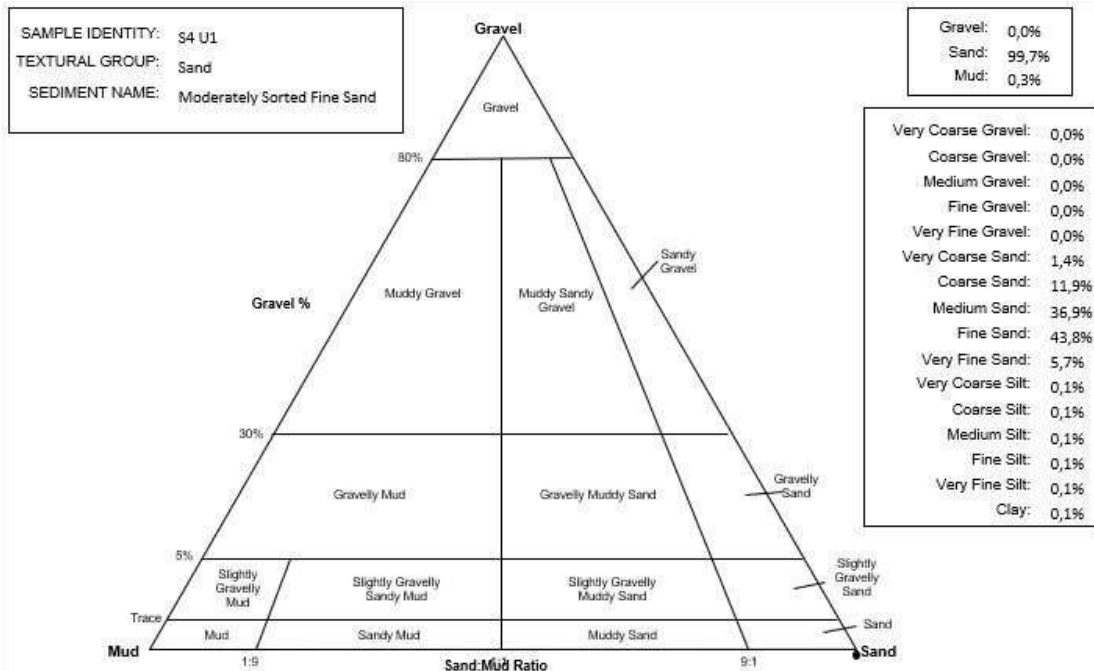 SAMPLE IDENTITY: S4 U1
TEXTURAL GROUP: Sand
SEDIMENT NAME: Moderately Sorted Fine Sand
Gravel
Gravel: 0,0%
Sand: 99,7%
Mud: 0,3%
Gravel
80%
Very Coarse Gravel: 0,0%
Coarse Gravel: 0,0%
Medium Gravel: 0,0%
Fine Gravel: 0,0%
Very Fine Gravel: 0,0%
Very Coarse Sand: 1,4%
Coarse Sand: 11,9%
Medium Sand: 36,9%
Fine Sand: 43,8%
Very Fine Sand: 5,7%
Very Coarse Silt: 0,1%
Coarse Silt: 0,1%
Medium Silt: 0,1%
Fine Silt: 0,1%
Very Fine Silt: 0,1%
Clay: 0,1%
Sandy
Gravel
Gravel %
Muddy Gravel
Muddy Sandy
Gravel
30%
Gravelly Mud
Gravelly Muddy Sand
Gravelly
Sand
5%
Slightly
Gravelly
Mud
Slightly Gravelly
Sandy Mud
Slightly Gravelly
Muddy Sand
Slightly
Gravelly
Sand
Trace
Mud
Sandy Mud
Muddy Sand
Sand
Mud
1:9
Sand:Mud Ratio
9:1
Sand